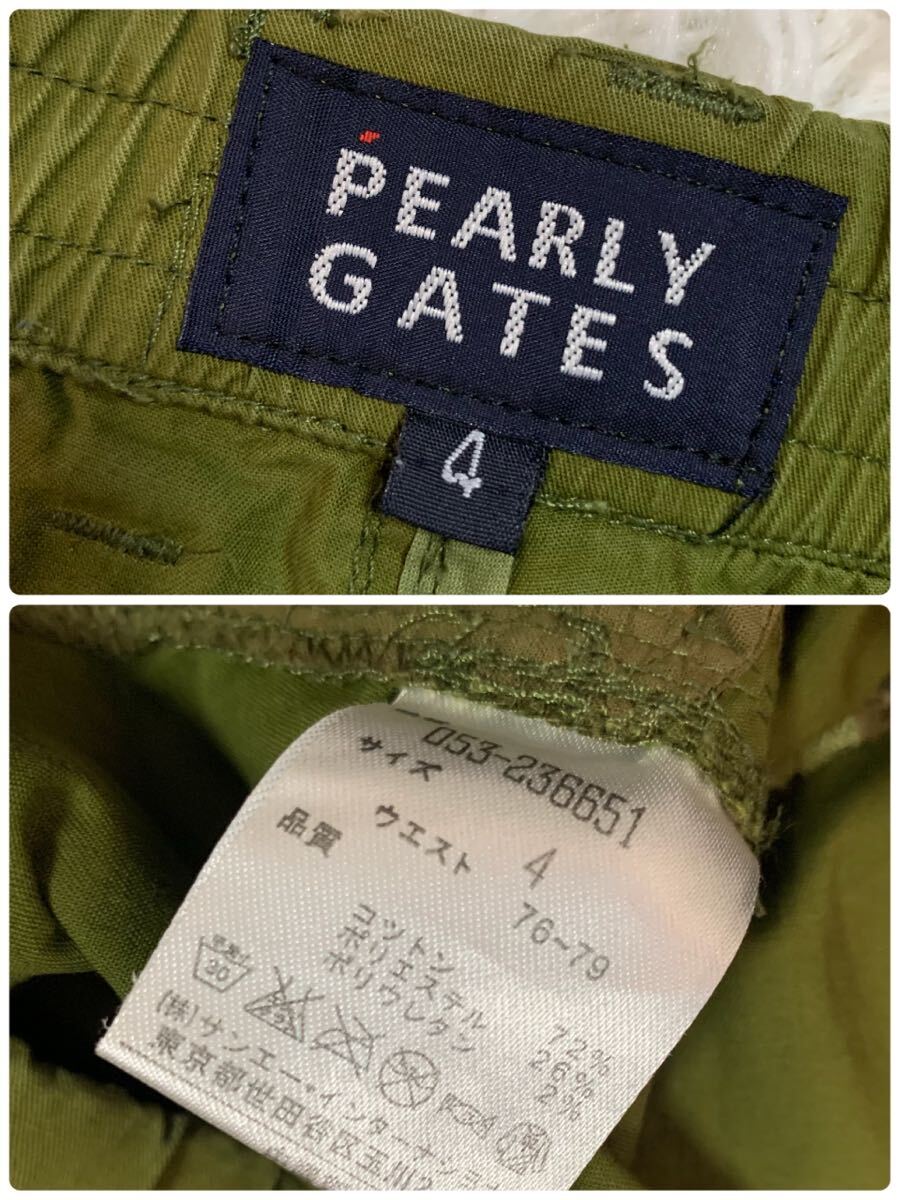 PEARLY
GATES
4
053-236651
サイズ 4
ウエスト 76~79
品質
コットン 72%
ポリエステル 26%
ポリウレタン 2%
30
(株)サンエー・インターナショナ
東京都世田谷区玉川2